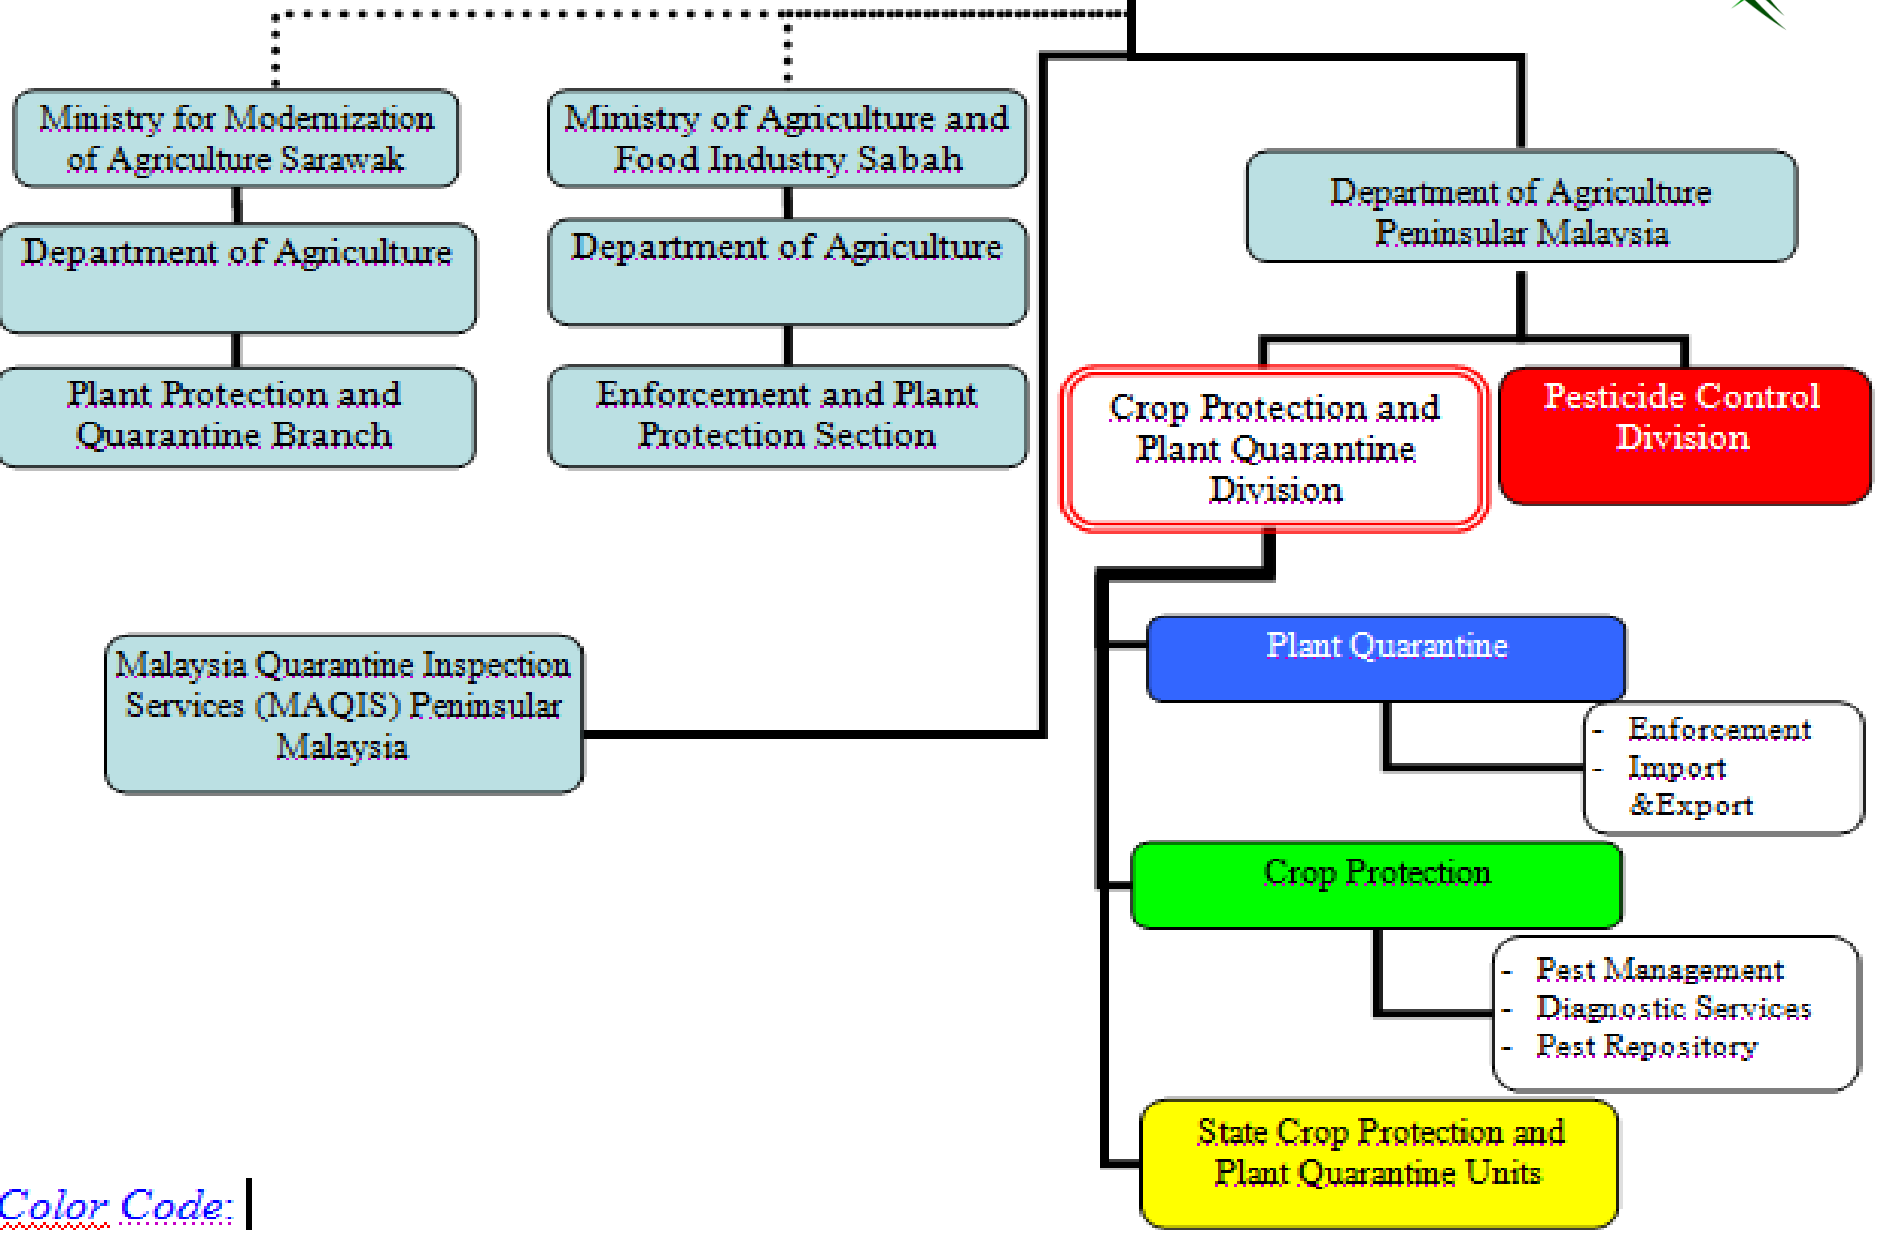 Ministry for Modernization
of Agriculture Sarawak
Ministry of Agriculture and
Food Industry Sabah
Department of Agriculture
Peninsular Malaysia
Department of Agriculture
Department of Agriculture
Plant Protection and
Quarantine Branch
Enforcement and Plant
Protection Section
Crop Protection and
Plant Quarantine
Division
Pesticide Control
Division
Malaysia Quarantine Inspection
Services (MAQIS) Peninsular
Malaysia
Plant Quarantine
- Enforcement
- Import
&Export
Crop Protection
- Pest Management
- Diagnostic Services
- Pest Repository
State Crop Protection and
Plant Quarantine Units
Color Code: